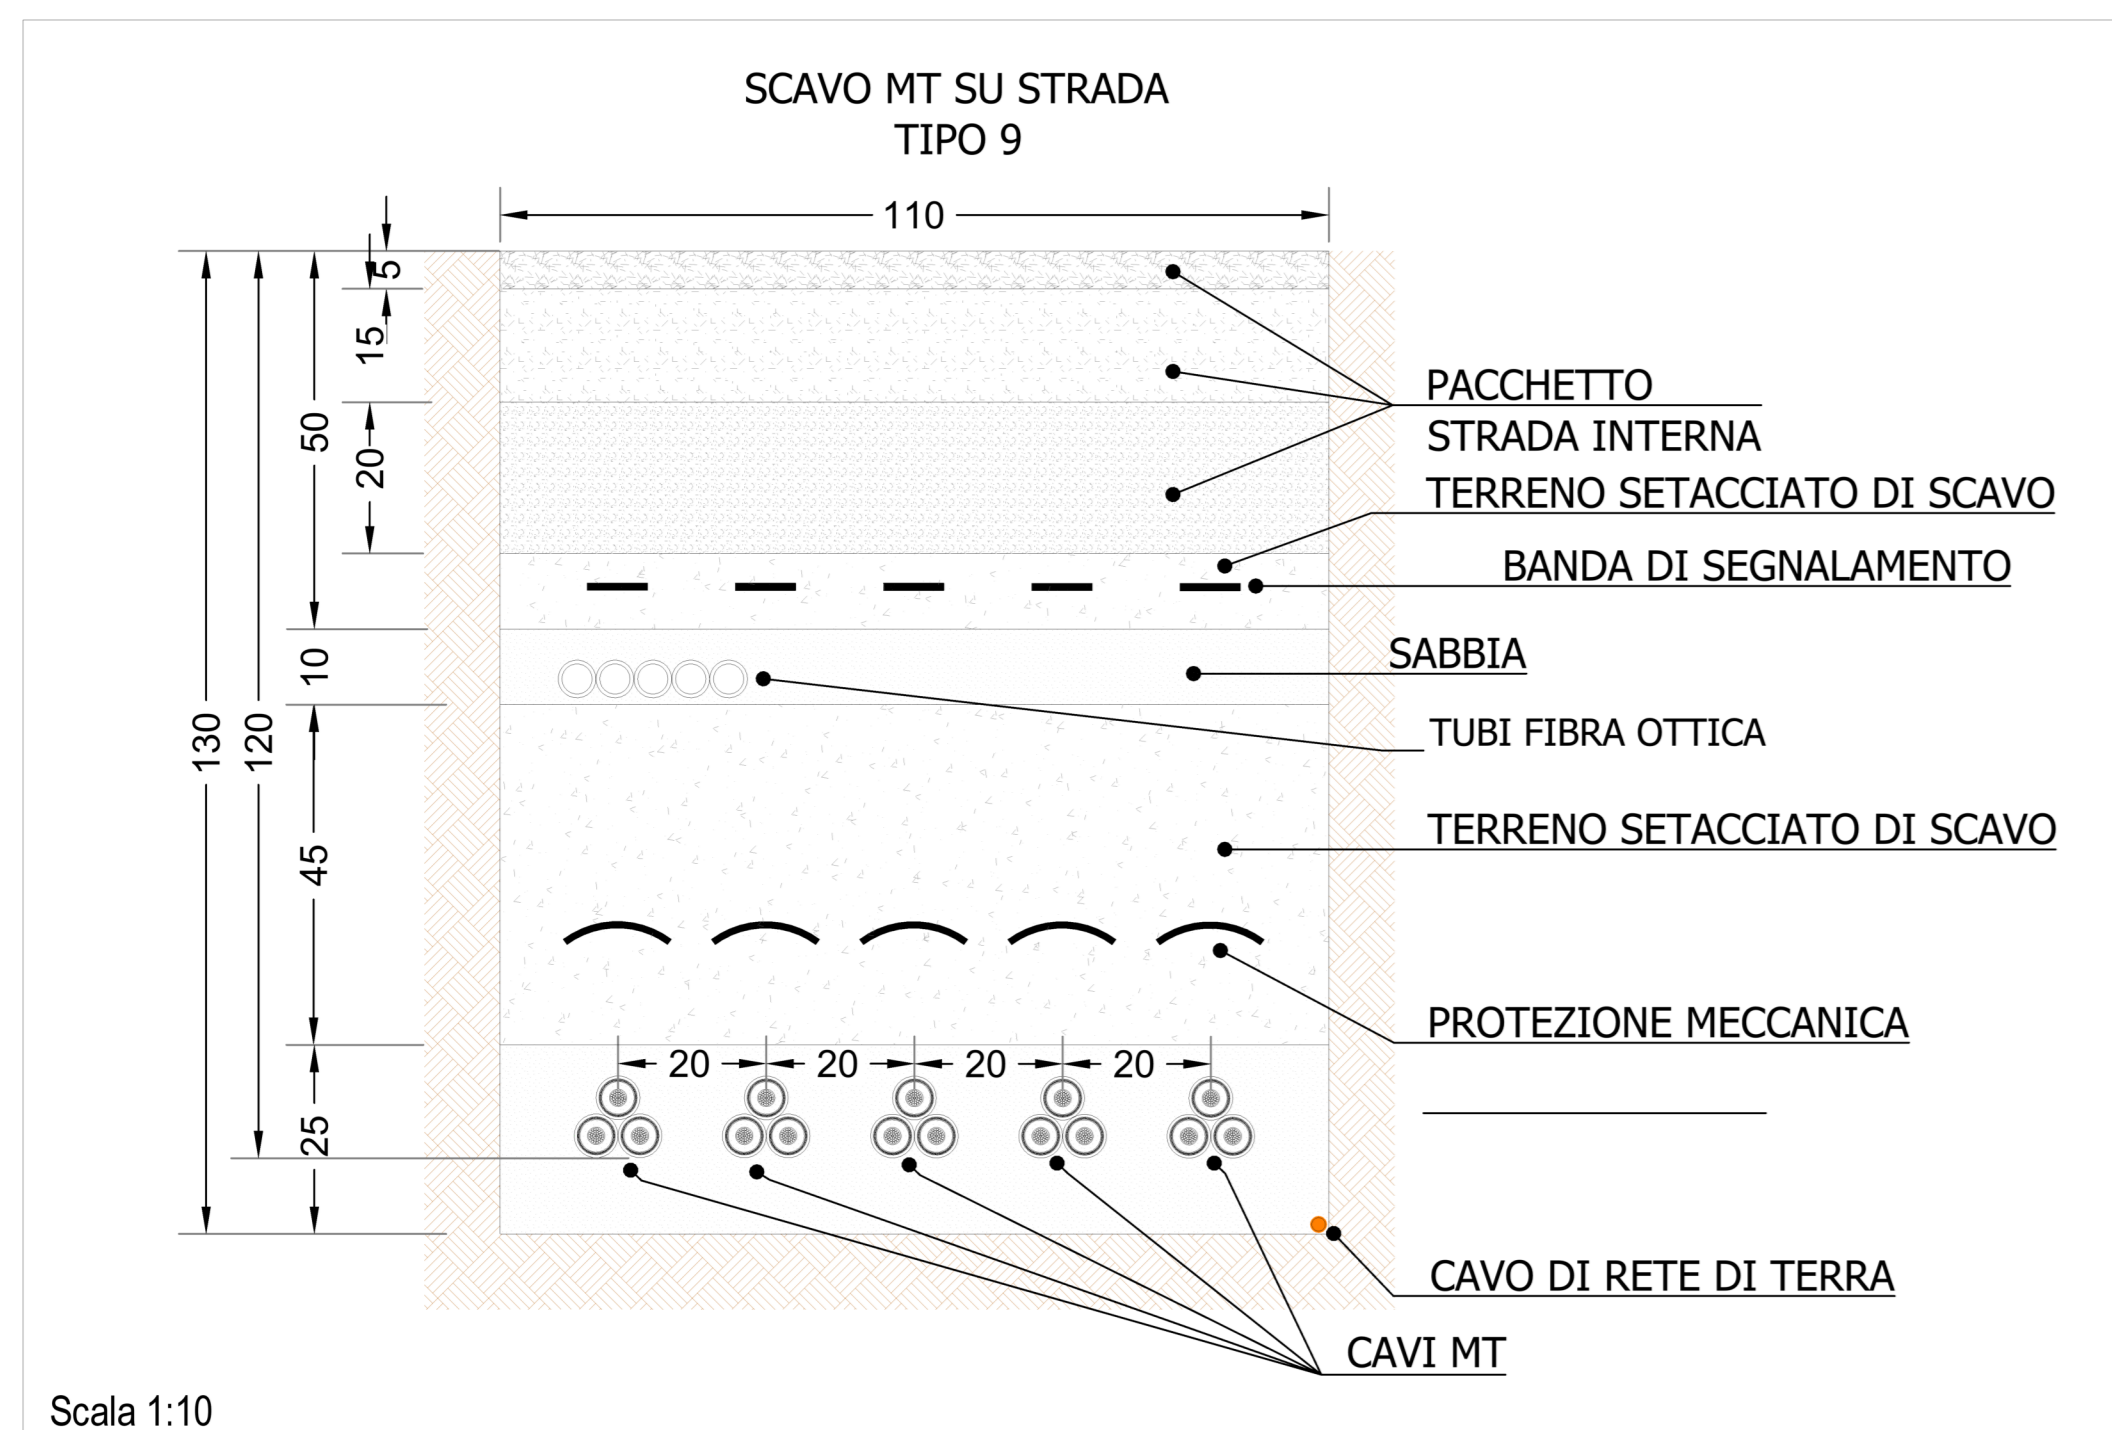 SCAVO MT SU STRADA
TIPO 9
110
5
15
50
20
PACCHETTO
STRADA INTERNA
TERRENO SETACCIATO DI SCAVO
BANDA DI SEGNALAMENTO
10
SABBIA
130
120
TUBI FIBRA OTTICA
45
TERRENO SETACCIATO DI SCAVO
PROTEZIONE MECCANICA
20 20 20 20
25
CAVO DI RETE DI TERRA
CAVI MT
Scala 1:10